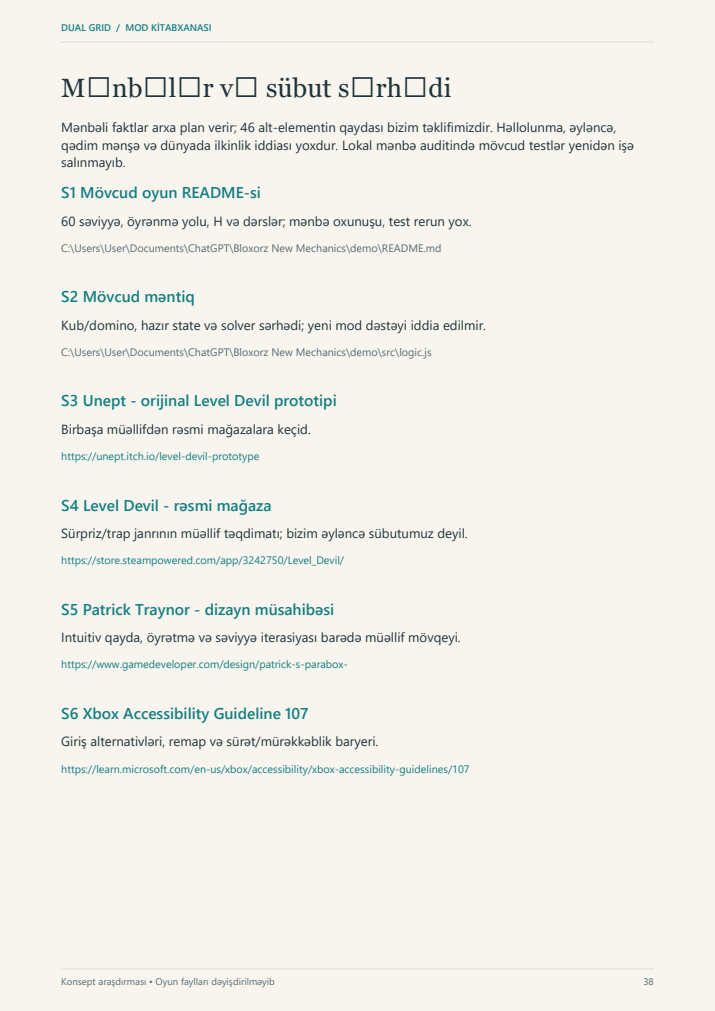 DUAL GRID / MOD KİTABXANASI
M□nb□l□r v□ sübut s□rh□di
Mənbəli faktlar arxa plan verir; 46 alt-elementin qaydası bizim təklifimizdir. Həllolunma, əyləncə,
qədim mənşə və dünyada ilkinlik iddiası yoxdur. Lokal mənbə auditində mövcud testlər yenidən işə
salınmayıb.
S1 Mövcud oyun README-si
60 səviyyə, öyrənmə yolu, H və dərslər; mənbə oxunuşu, test rerun yox.
C:\Users\User\Documents\ChatGPT\Bloxorz New Mechanics\demo\README.md
S2 Mövcud məntiq
Kub/domino, hazır state və solver sərhədi; yeni mod dəstəyi iddia edilmir.
C:\Users\User\Documents\ChatGPT\Bloxorz New Mechanics\demo\src\logic.js
S3 Unept - orijinal Level Devil prototipi
Birbaşa müəllifdən rəsmi mağazalara keçid.
https://unept.itch.io/level-devil-prototype
S4 Level Devil - rəsmi mağaza
Sürpriz/trap janrının müəllif təqdimatı; bizim əyləncə sübutumuz deyil.
https://store.steampowered.com/app/3242750/Level_Devil/
S5 Patrick Traynor - dizayn müsahibəsi
Intuitiv qayda, öyrətmə və səviyyə iterasiyası barədə müəllif mövqeyi.
https://www.gamedeveloper.com/design/patrick-s-parabox-
S6 Xbox Accessibility Guideline 107
Giriş alternativləri, remap və sürət/mürəkkəblik baryeri.
https://learn.microsoft.com/en-us/xbox/accessibility/xbox-accessibility-guidelines/107
Konsept araşdırması • Oyun faylları dəyişdirilməyib
38